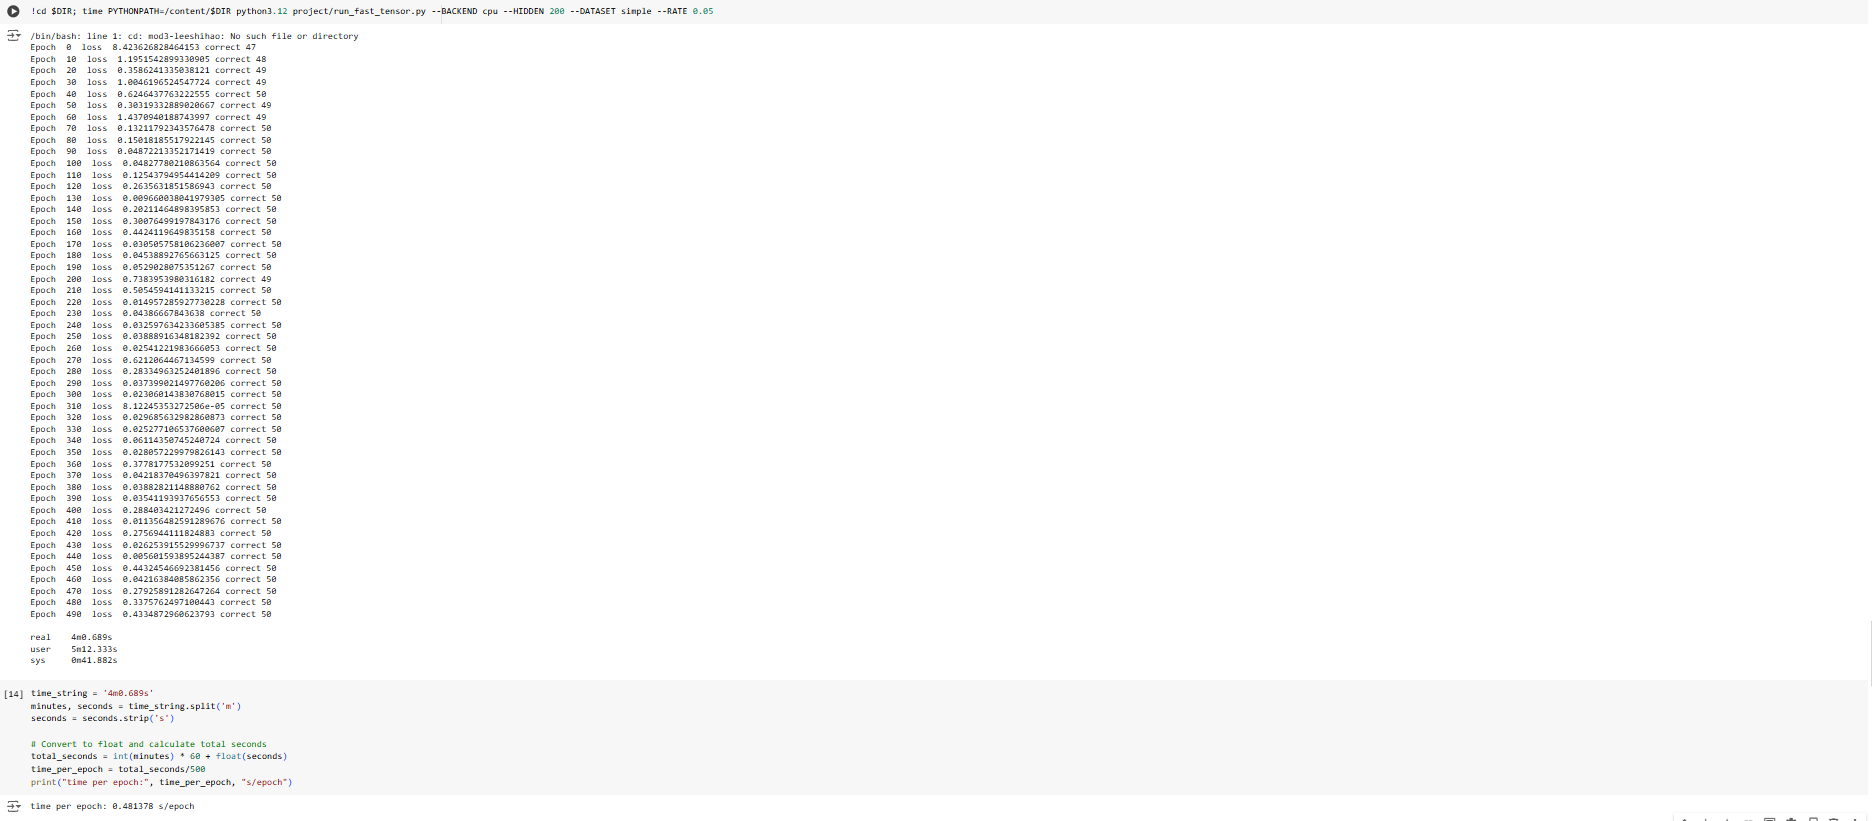 !cd $DIR; time PYTHONPATH=/content/$DIR python3.12 project/run_fast_tensor.py --BACKEND cpu --HIDDEN 200 --DATASET simple --RATE 0.05
/bin/bash: line 1: cd: mod3-leeshihao: No such file or directory
Epoch  0  loss  8.423626828464153 correct 47
Epoch  10  loss  1.1951542899330905 correct 48
Epoch  20  loss  0.3586241335038121 correct 49
Epoch  30  loss  1.0046196524547724 correct 49
Epoch  40  loss  0.6246437763222555 correct 50
Epoch  50  loss  0.30319332889020667 correct 49
Epoch  60  loss  1.4370940188743997 correct 49
Epoch  70  loss  0.13211792343576478 correct 50
Epoch  80  loss  0.15018185517922145 correct 50
Epoch  90  loss  0.04872213352171419 correct 50
Epoch  100  loss  0.04827780210863564 correct 50
Epoch  110  loss  0.12543794954414209 correct 50
Epoch  120  loss  0.2635631851586943 correct 50
Epoch  130  loss  0.009660038041979305 correct 50
Epoch  140  loss  0.20211464898395853 correct 50
Epoch  150  loss  0.30076499197843176 correct 50
Epoch  160  loss  0.4424119649835158 correct 50
Epoch  170  loss  0.030505758106236007 correct 50
Epoch  180  loss  0.04538892765663125 correct 50
Epoch  190  loss  0.0529028075351267 correct 50
Epoch  200  loss  0.7383953980316182 correct 49
Epoch  210  loss  0.5054594141133215 correct 50
Epoch  220  loss  0.014957285927730228 correct 50
Epoch  230  loss  0.04386667843638 correct 50
Epoch  240  loss  0.032597634233605385 correct 50
Epoch  250  loss  0.03888916348182392 correct 50
Epoch  260  loss  0.02541221983666053 correct 50
Epoch  270  loss  0.6212064467134599 correct 50
Epoch  280  loss  0.28334963252401896 correct 50
Epoch  290  loss  0.037399021497760206 correct 50
Epoch  300  loss  0.023060143830768015 correct 50
Epoch  310  loss  8.12245353272506e-05 correct 50
Epoch  320  loss  0.029685632982860873 correct 50
Epoch  330  loss  0.025277106537600607 correct 50
Epoch  340  loss  0.06114350745240724 correct 50
Epoch  350  loss  0.028057229979826143 correct 50
Epoch  360  loss  0.3778177532099251 correct 50
Epoch  370  loss  0.04218370496397821 correct 50
Epoch  380  loss  0.03882821148880762 correct 50
Epoch  390  loss  0.03541193937656553 correct 50
Epoch  400  loss  0.288403421272496 correct 50
Epoch  410  loss  0.011356482591289676 correct 50
Epoch  420  loss  0.2756944111824883 correct 50
Epoch  430  loss  0.026253915529996737 correct 50
Epoch  440  loss  0.005601593895244387 correct 50
Epoch  450  loss  0.44324546692381456 correct 50
Epoch  460  loss  0.04216384085862356 correct 50
Epoch  470  loss  0.27925891282647264 correct 50
Epoch  480  loss  0.3375762497100443 correct 50
Epoch  490  loss  0.4334872960623793 correct 50
real    4m0.689s
user    5m12.333s
sys     0m41.882s
[14] time_string = '4m0.689s'
minutes, seconds = time_string.split('m')
seconds = seconds.strip('s')
# Convert to float and calculate total seconds
total_seconds = int(minutes) * 60 + float(seconds)
time_per_epoch = total_seconds/500
print("time per epoch:", time_per_epoch, "s/epoch")
time per epoch: 0.481378 s/epoch